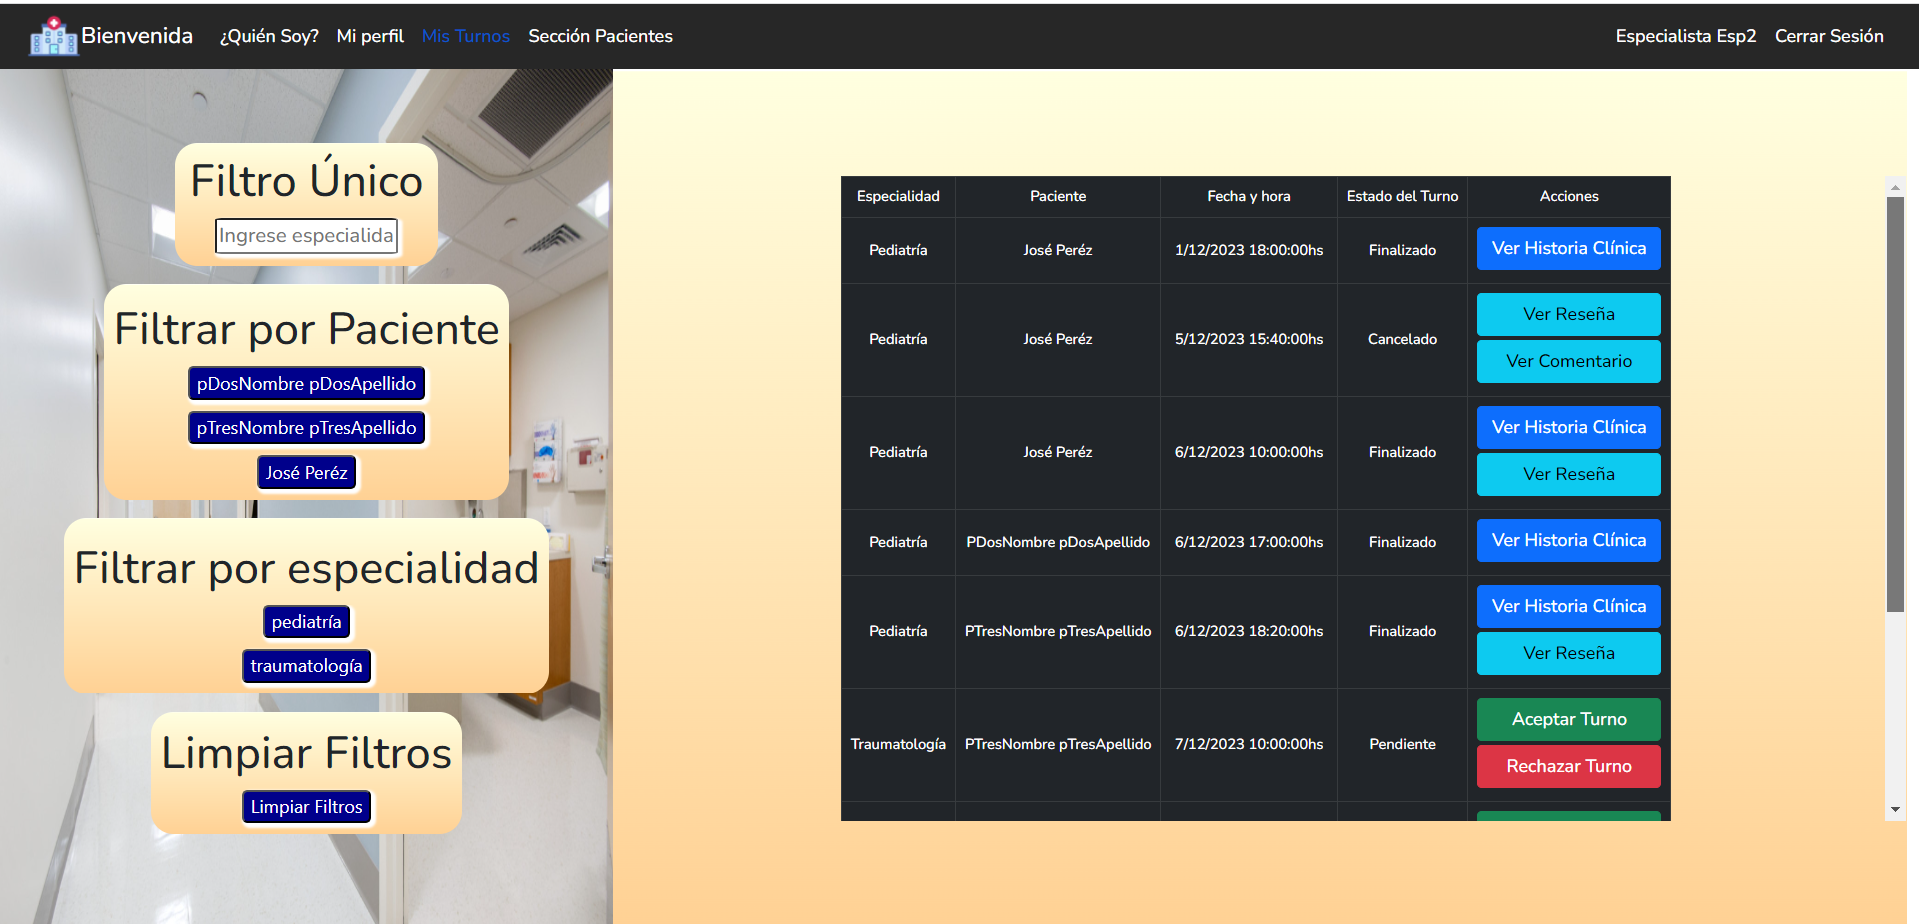 Bienvenida ¿Quién Soy? Mi perfil Mis Turnos Sección Pacientes Especialista Esp2 Cerrar Sesión
Filtro Único
Ingrese especialida
Filtrar por Paciente
pDosNombre pDosApellido
pTresNombre pTresApellido
José Peréz
Filtrar por especialidad
pediatría
traumatología
Limpiar Filtros
Limpiar Filtros
Especialidad Paciente Fecha y hora Estado del Turno Acciones
Pediatría José Peréz 1/12/2023 18:00:00hs Finalizado Ver Historia Clínica
Pediatría José Peréz 5/12/2023 15:40:00hs Cancelado Ver Reseña
Ver Comentario
Pediatría José Peréz 6/12/2023 10:00:00hs Finalizado Ver Historia Clínica
Ver Reseña
Pediatría PDosNombre pDosApellido 6/12/2023 17:00:00hs Finalizado Ver Historia Clínica
Pediatría PTresNombre pTresApellido 6/12/2023 18:20:00hs Finalizado Ver Historia Clínica
Ver Reseña
Traumatología PTresNombre pTresApellido 7/12/2023 10:00:00hs Pendiente Aceptar Turno
Rechazar Turno